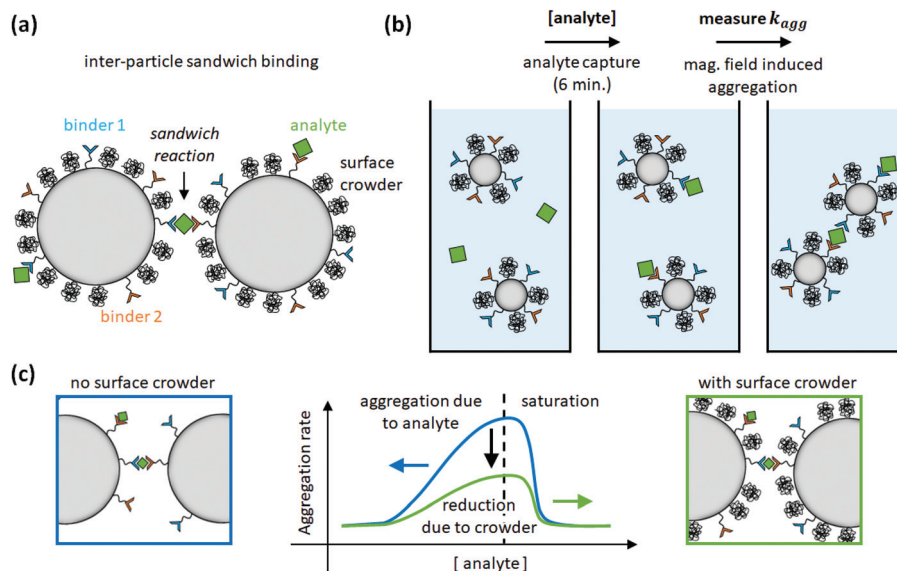 (a)
inter-particle sandwich binding
binder 1
sandwich
reaction
analyte
surface
crowder
binder 2
(b)
[analyte]
analyte capture
(6 min.)
measure k_agg
mag. field induced
aggregation
(c)
no surface crowder
Aggregation rate
aggregation due
to analyte
saturation
reduction
due to crowder
[ analyte ]
with surface crowder